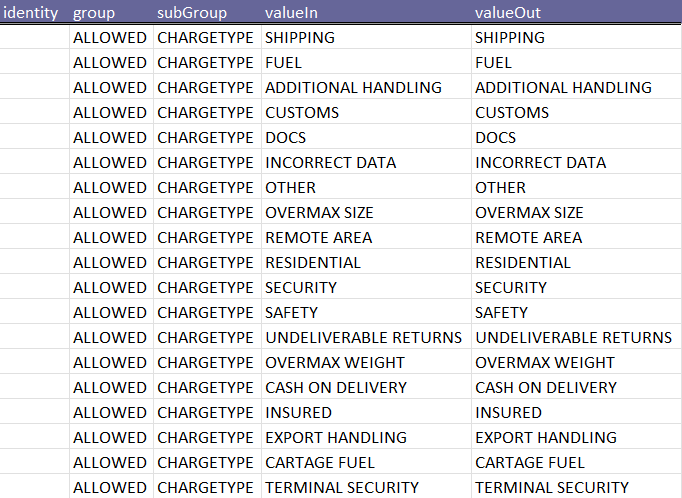 identity group subGroup valueIn valueOut
ALLOWED CHARGETYPE SHIPPING SHIPPING
ALLOWED CHARGETYPE FUEL FUEL
ALLOWED CHARGETYPE ADDITIONAL HANDLING ADDITIONAL HANDLING
ALLOWED CHARGETYPE CUSTOMS CUSTOMS
ALLOWED CHARGETYPE DOCS DOCS
ALLOWED CHARGETYPE INCORRECT DATA INCORRECT DATA
ALLOWED CHARGETYPE OTHER OTHER
ALLOWED CHARGETYPE OVERMAX SIZE OVERMAX SIZE
ALLOWED CHARGETYPE REMOTE AREA REMOTE AREA
ALLOWED CHARGETYPE RESIDENTIAL RESIDENTIAL
ALLOWED CHARGETYPE SECURITY SECURITY
ALLOWED CHARGETYPE SAFETY SAFETY
ALLOWED CHARGETYPE UNDELIVERABLE RETURNS UNDELIVERABLE RETURNS
ALLOWED CHARGETYPE OVERMAX WEIGHT OVERMAX WEIGHT
ALLOWED CHARGETYPE CASH ON DELIVERY CASH ON DELIVERY
ALLOWED CHARGETYPE INSURED INSURED
ALLOWED CHARGETYPE EXPORT HANDLING EXPORT HANDLING
ALLOWED CHARGETYPE CARTAGE FUEL CARTAGE FUEL
ALLOWED CHARGETYPE TERMINAL SECURITY TERMINAL SECURITY